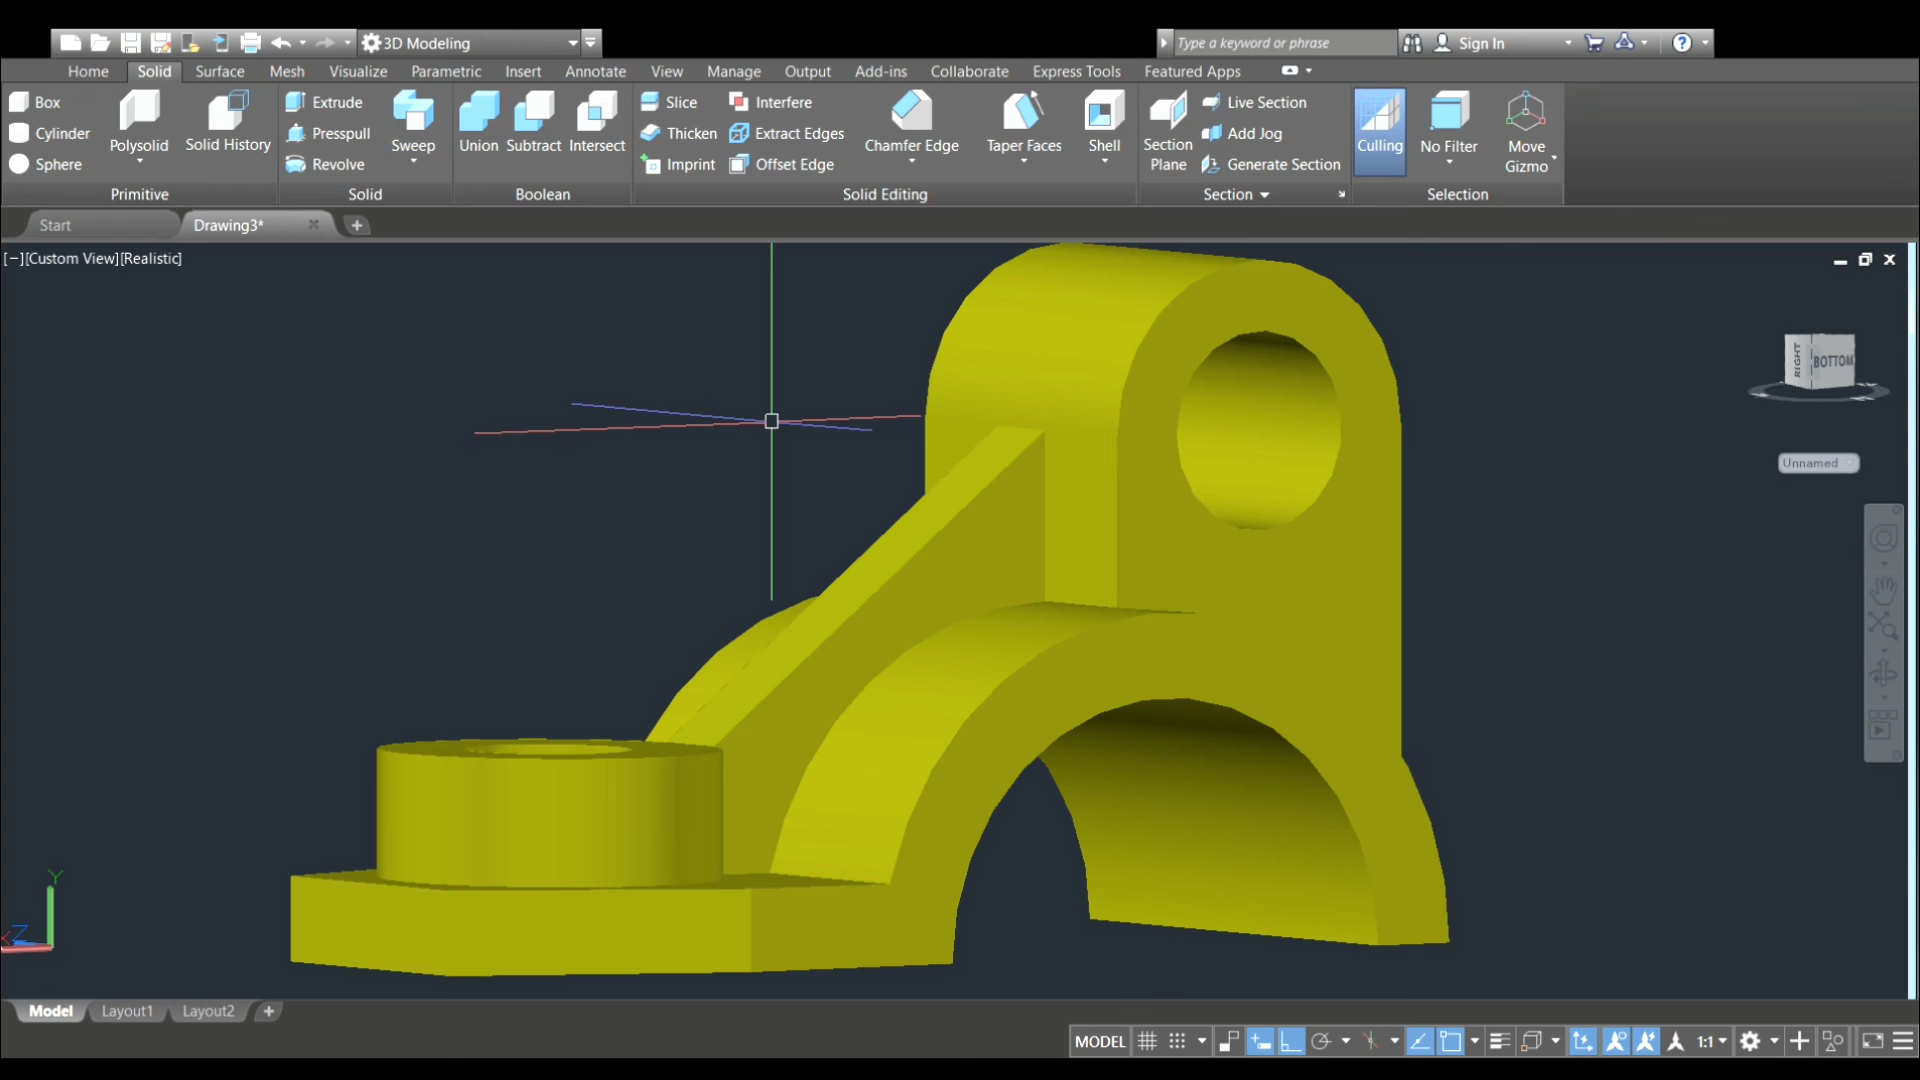 3D Modeling
Type a keyword or phrase
Sign In
Home Solid Surface Mesh Visualize Parametric Insert Annotate View Manage Output Add-ins Collaborate Express Tools Featured Apps
Box
Cylinder
Sphere
Polysolid
Solid History
Primitive
Extrude
Presspull
Revolve
Sweep
Solid
Union
Subtract
Intersect
Boolean
Slice
Thicken
Imprint
Interfere
Extract Edges
Offset Edge
Chamfer Edge
Taper Faces
Shell
Solid Editing
Section
Plane
Live Section
Add Jog
Generate Section
Section
Culling
No Filter
Move
Gizmo
Selection
Start
Drawing3*
[−][Custom View][Realistic]
RIGHT
BOTTOM
Unnamed
Y
Z
X
Model
Layout1
Layout2
MODEL
1:1